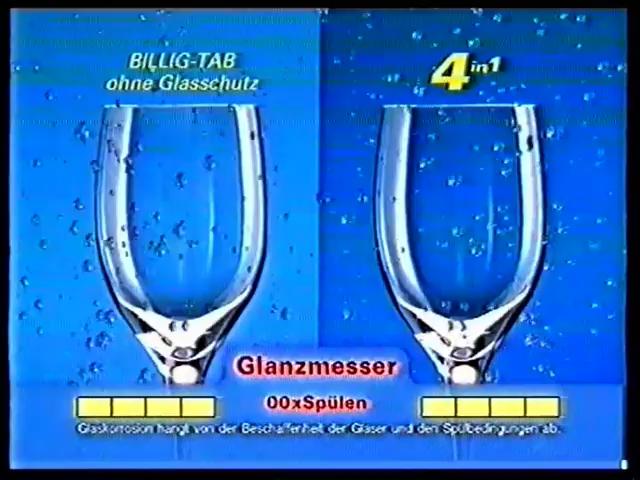 BILLIG-TAB
ohne Glasschutz
4in1
Glanzmesser
00xSpülen
Glaskorrosion hängt von der Beschaffenheit der Gläser und den Spülbedingungen ab.